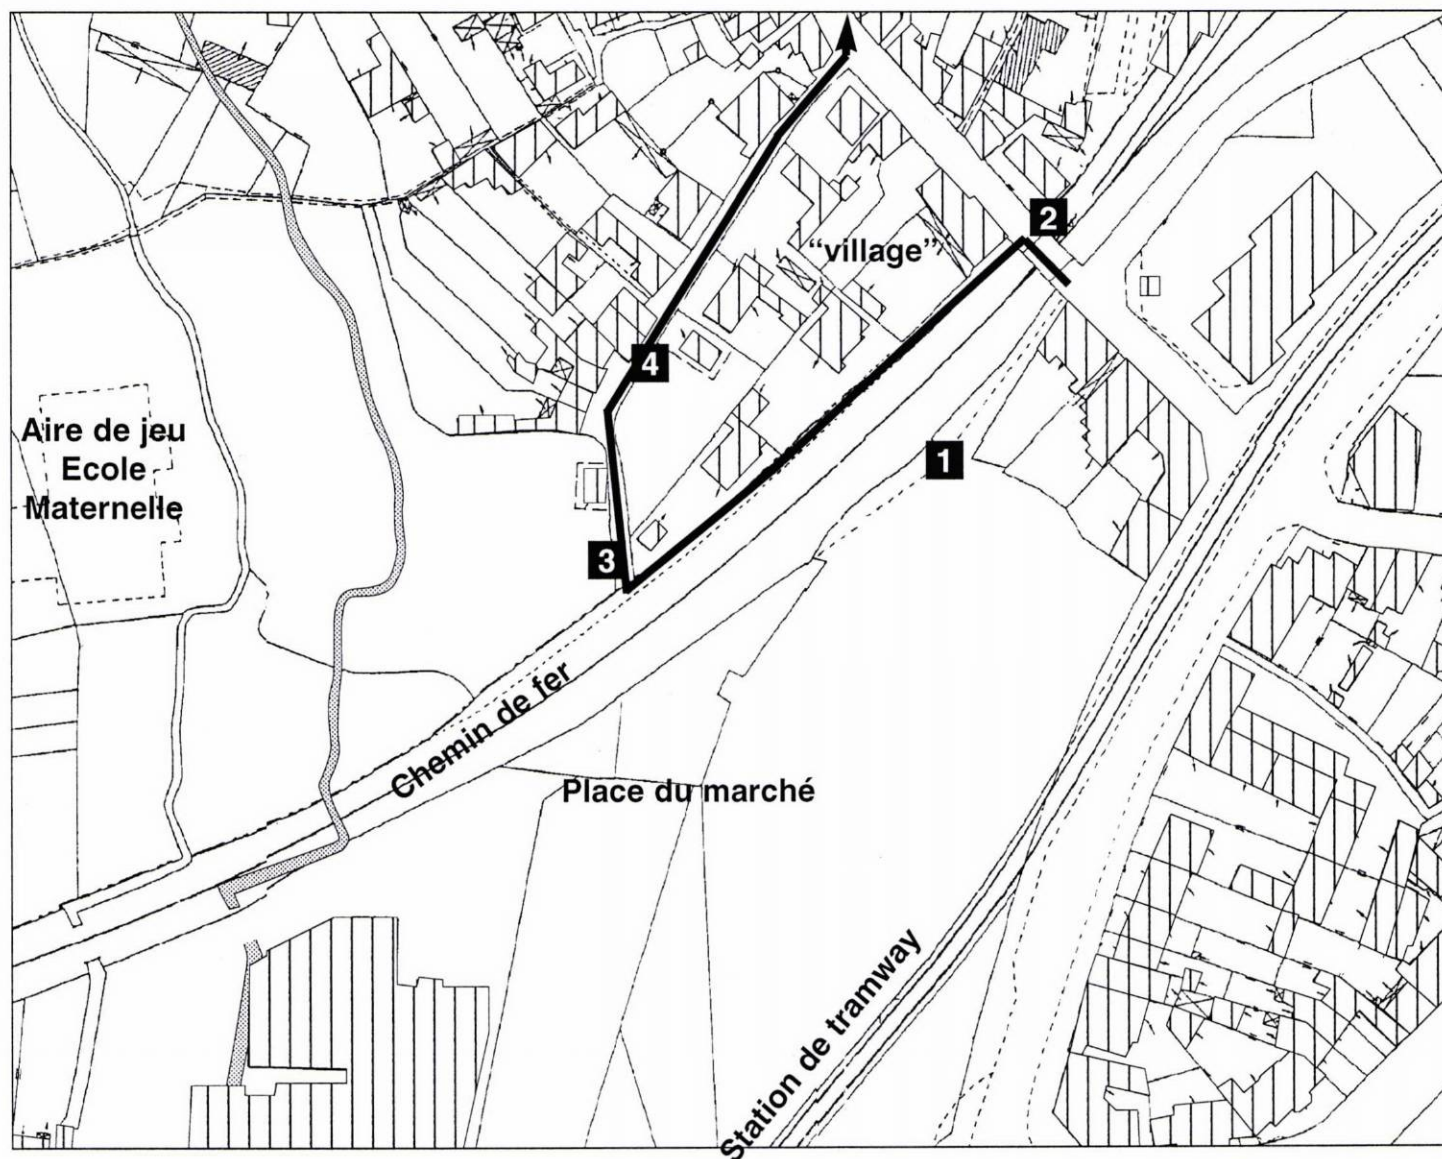 2
“village”
4
Aire de jeu
Ecole
Maternelle
1
3
Chemin de fer
Place du marché
Station de tramway